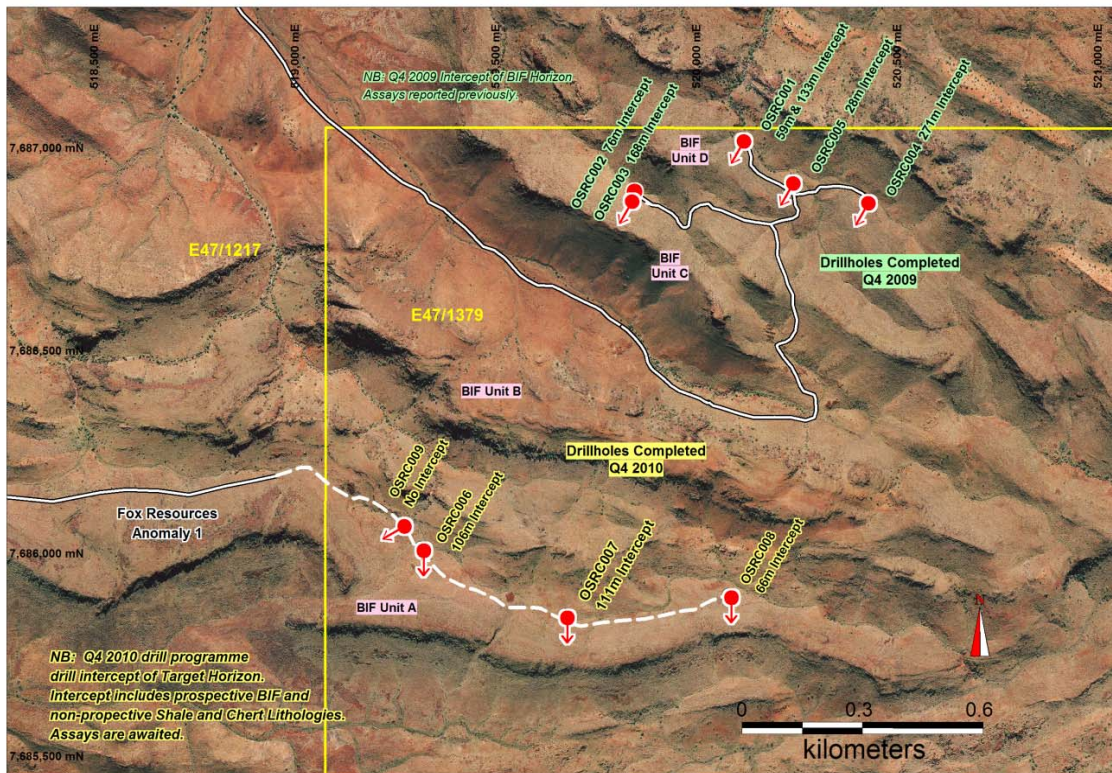 518,500 mE
519,000 mE
519,500 mE
520,000 mE
520,500 mE
521,000 mE
NB: Q4 2009 Intercept of BIF Horizon
Assays reported previously.
OSRC002 76m Intercept
OSRC003 168m Intercept
OSRC001
59m & 133m Intercept
OSRC005 28m Intercept
OSRC004 271m Intercept
7,687,000 mN
BIF
Unit D
E47/1217
BIF
Unit C
Drillholes Completed
Q4 2009
E47/1379
7,686,500 mN
BIF Unit B
Drillholes Completed
Q4 2010
OSRC009
No Intercept
OSRC006
106m Intercept
OSRC007
111m Intercept
OSRC008
66m Intercept
Fox Resources
Anomaly 1
7,686,000 mN
BIF Unit A
N
NB: Q4 2010 drill programme
drill intercept of Target Horizon.
Intercept includes prospective BIF and
non-propective Shale and Chert Lithologies.
Assays are awaited.
0 0.3 0.6
kilometers
7,685,500 mN